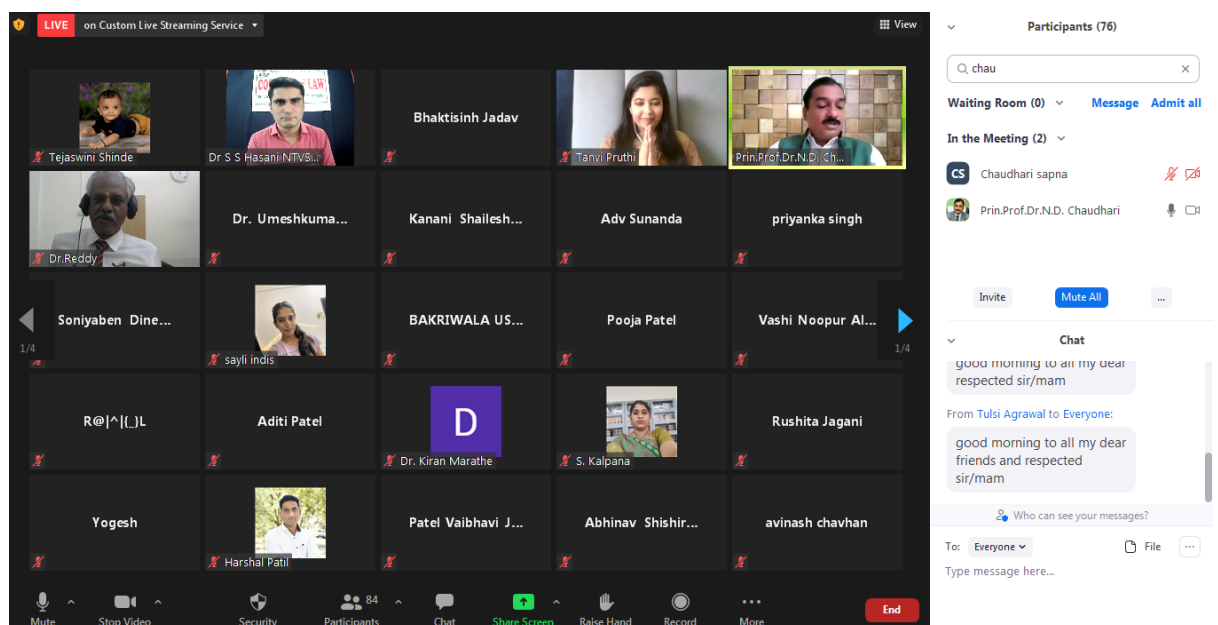 LIVE on Custom Live Streaming Service
View
Tejaswini Shinde
CO LAW
Dr S S Hasani NTVS...
Bhaktisinh Jadav
Tanvi Pruthi
Prin.Prof.Dr.N.D. Ch...
Dr.Reddy
Dr. Umeshkuma...
Kanani Shailesh...
Adv Sunanda
priyanka singh
1/4
Soniyaben Dine...
sayli indis
BAKRIWALA US...
Pooja Patel
Vashi Noopur Al...
1/4
R@|^|{_}L
Aditi Patel
D
Dr. Kiran Marathe
S. Kalpana
Rushita Jagani
Yogesh
Harshal Patil
Patel Vaibhavi J...
Abhinav Shishir...
avinash chavhan
Mute
Stop Video
Security
84
Participants
Chat
Share Screen
Raise Hand
Record
More
End
Participants (76)
chau
Waiting Room (0) Message Admit all
In the Meeting (2)
CS Chaudhari sapna
Prin.Prof.Dr.N.D. Chaudhari
Invite Mute All ...
Chat
good morning to all my dear
respected sir/mam
From Tulsi Agrawal to Everyone:
good morning to all my dear
friends and respected
sir/mam
Who can see your messages?
To: Everyone File ...
Type message here...